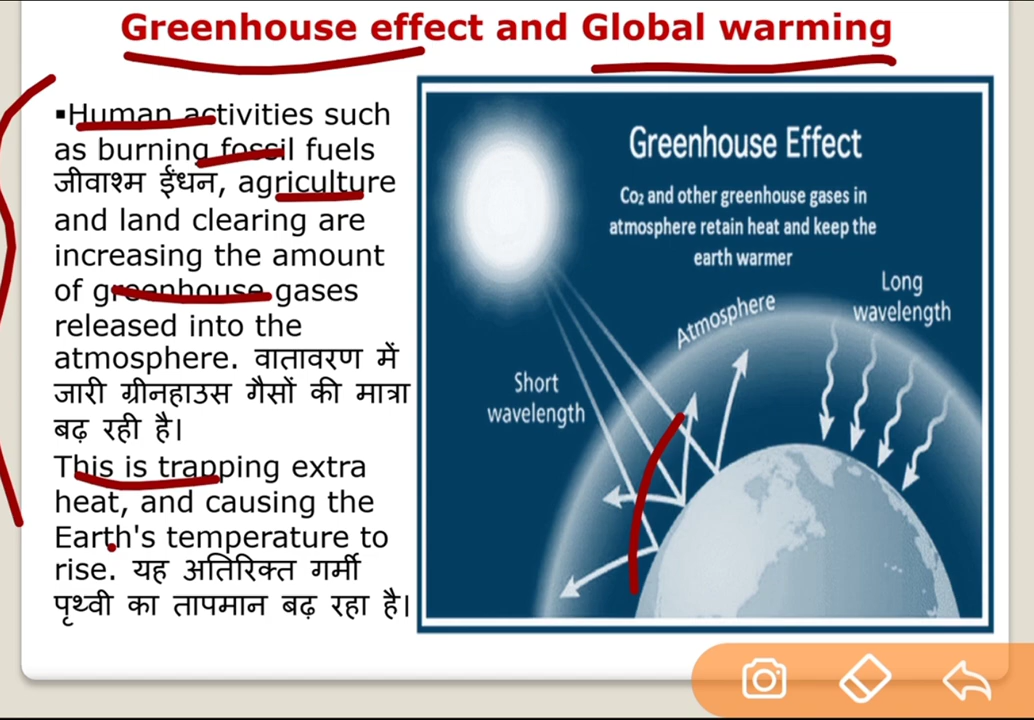 Greenhouse effect and Global warming
▪Human activities such
as burning fossil fuels
जीवाश्म ईंधन, agriculture
and land clearing are
increasing the amount
of greenhouse gases
released into the
atmosphere. वातावरण में
जारी ग्रीनहाउस गैसों की मात्रा
बढ़ रही है।
This is trapping extra
heat, and causing the
Earth's temperature to
rise. यह अतिरिक्त गर्मी
पृथ्वी का तापमान बढ़ रहा है।
Greenhouse Effect
Co₂ and other greenhouse gases in
atmosphere retain heat and keep the
earth warmer
Long
wavelength
Atmosphere
Short
wavelength